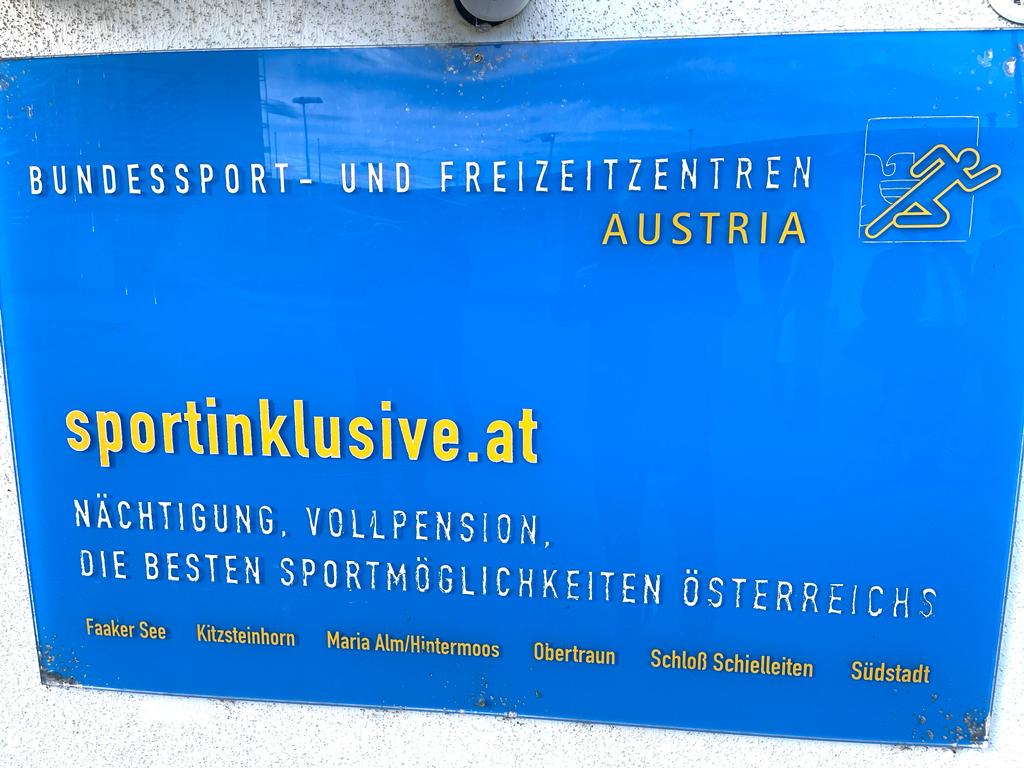 BUNDESSPORT- UND FREIZEITZENTREN
AUSTRIA
sportinklusive.at
NÄCHTIGUNG, VOLLPENSION,
DIE BESTEN SPORTMÖGLICHKEITEN ÖSTERREICHS
Faaker See Kitzsteinhorn Maria Alm/Hintermoos Obertraun Schloß Schielleiten Südstadt